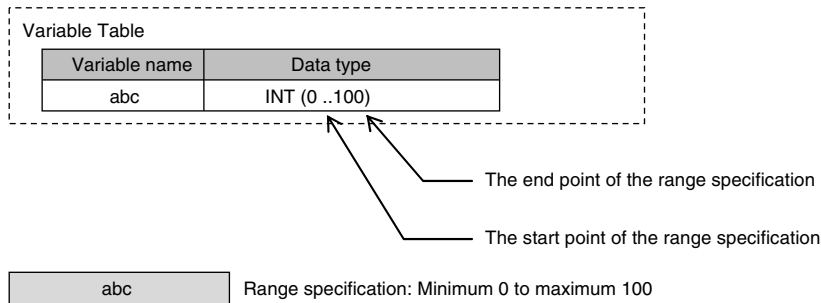 Variable Table
Variable name Data type
abc INT (0 ..100)
The end point of the range specification
The start point of the range specification
abc Range specification: Minimum 0 to maximum 100